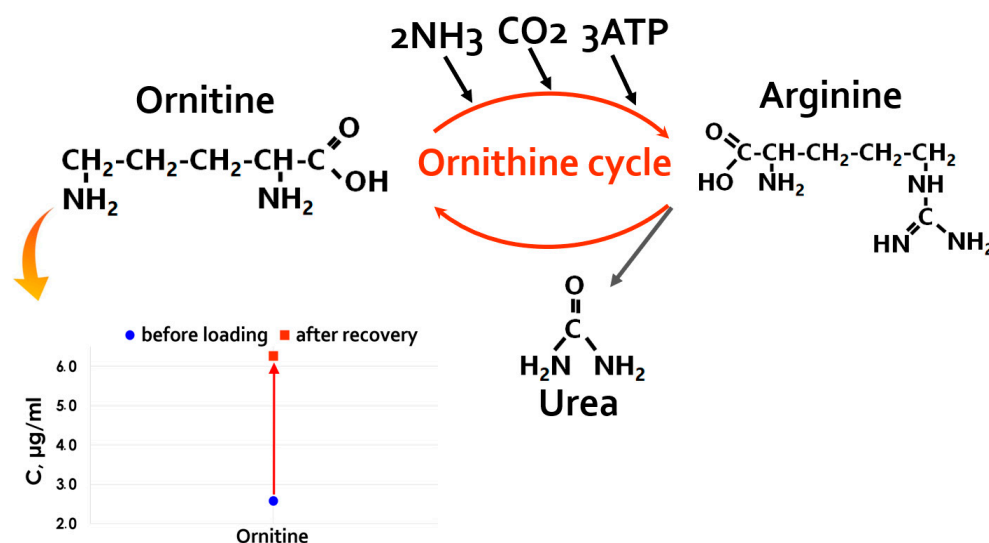 2NH3 CO2 3ATP
Ornitine
Arginine
Ornithine cycle
CH₂-CH₂-CH₂-CH-C
O
OH
NH₂
NH₂
O
C-CH-CH₂-CH₂-CH₂
HO
NH₂
NH
C
HN
NH₂
O
C
H₂N
NH₂
Urea
before loading
after recovery
C, µg/ml
6.0
5.0
4.0
3.0
2.0
Ornitine